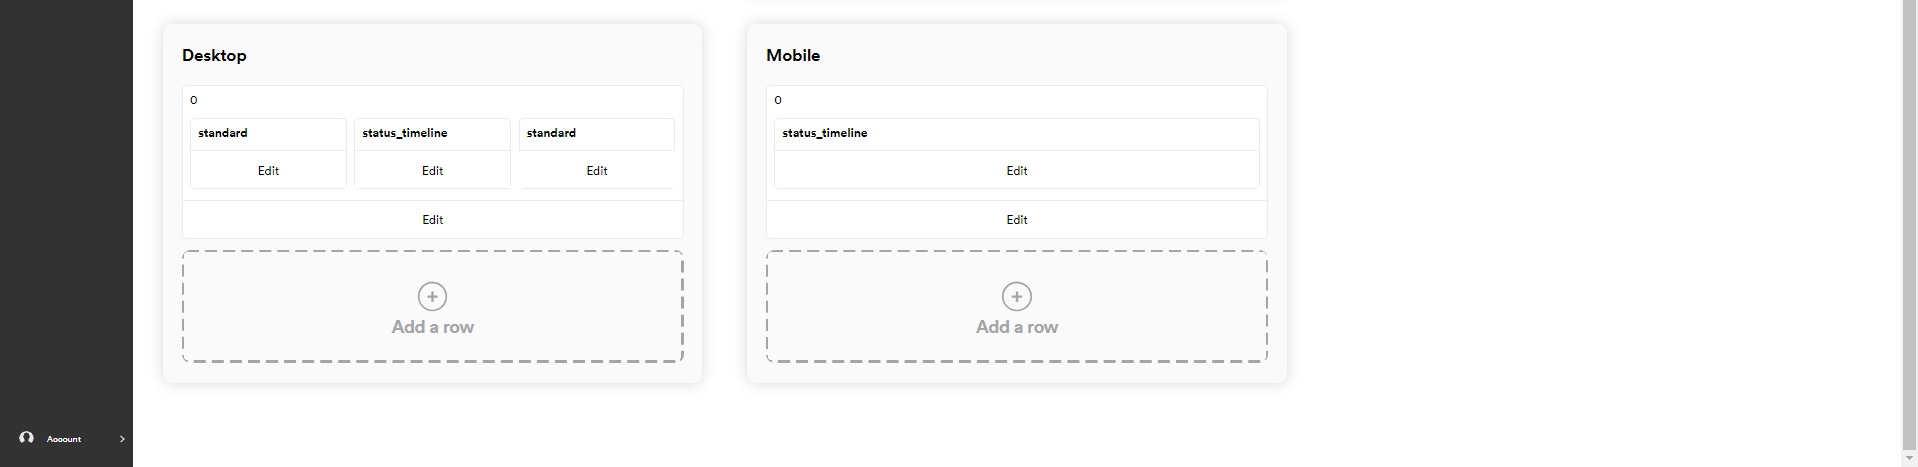 Desktop
0
standard status_timeline standard
Edit Edit Edit
Edit
Add a row
Mobile
0
status_timeline
Edit
Edit
Add a row
Account